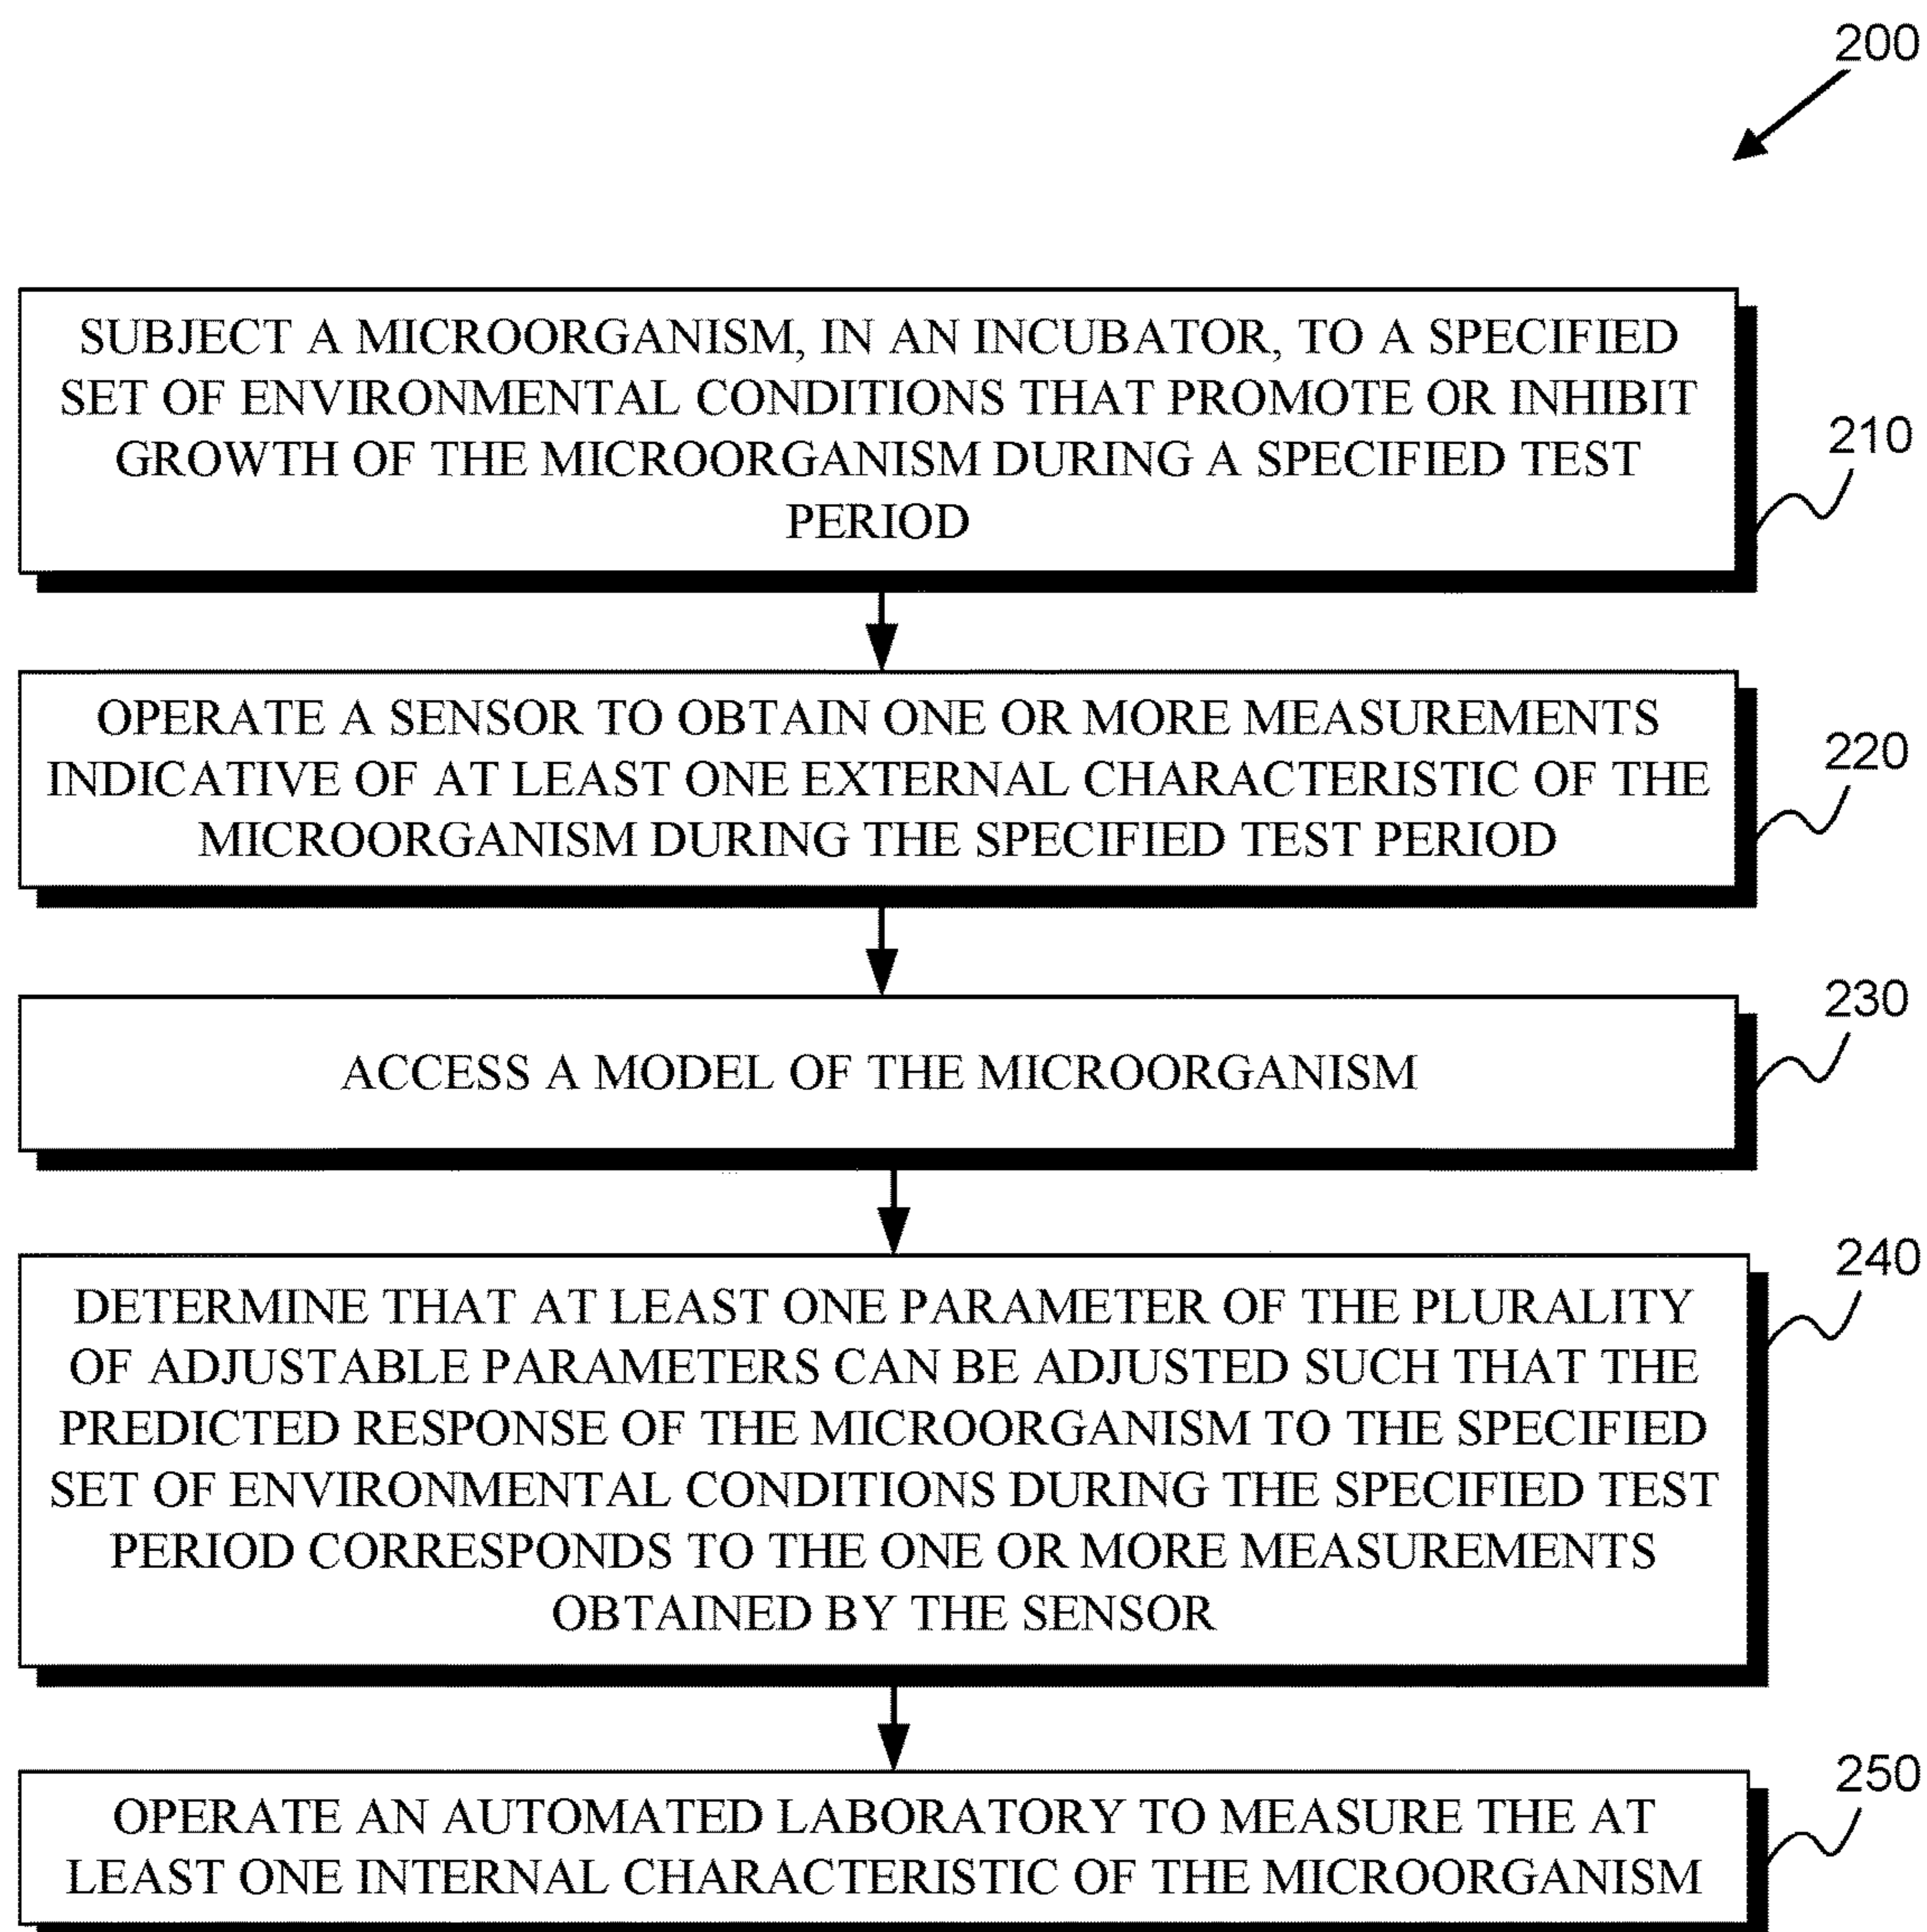 200
SUBJECT A MICROORGANISM, IN AN INCUBATOR, TO A SPECIFIED
SET OF ENVIRONMENTAL CONDITIONS THAT PROMOTE OR INHIBIT
GROWTH OF THE MICROORGANISM DURING A SPECIFIED TEST
PERIOD
210
OPERATE A SENSOR TO OBTAIN ONE OR MORE MEASUREMENTS
INDICATIVE OF AT LEAST ONE EXTERNAL CHARACTERISTIC OF THE
MICROORGANISM DURING THE SPECIFIED TEST PERIOD
220
ACCESS A MODEL OF THE MICROORGANISM
230
DETERMINE THAT AT LEAST ONE PARAMETER OF THE PLURALITY
OF ADJUSTABLE PARAMETERS CAN BE ADJUSTED SUCH THAT THE
PREDICTED RESPONSE OF THE MICROORGANISM TO THE SPECIFIED
SET OF ENVIRONMENTAL CONDITIONS DURING THE SPECIFIED TEST
PERIOD CORRESPONDS TO THE ONE OR MORE MEASUREMENTS
OBTAINED BY THE SENSOR
240
OPERATE AN AUTOMATED LABORATORY TO MEASURE THE AT
LEAST ONE INTERNAL CHARACTERISTIC OF THE MICROORGANISM
250